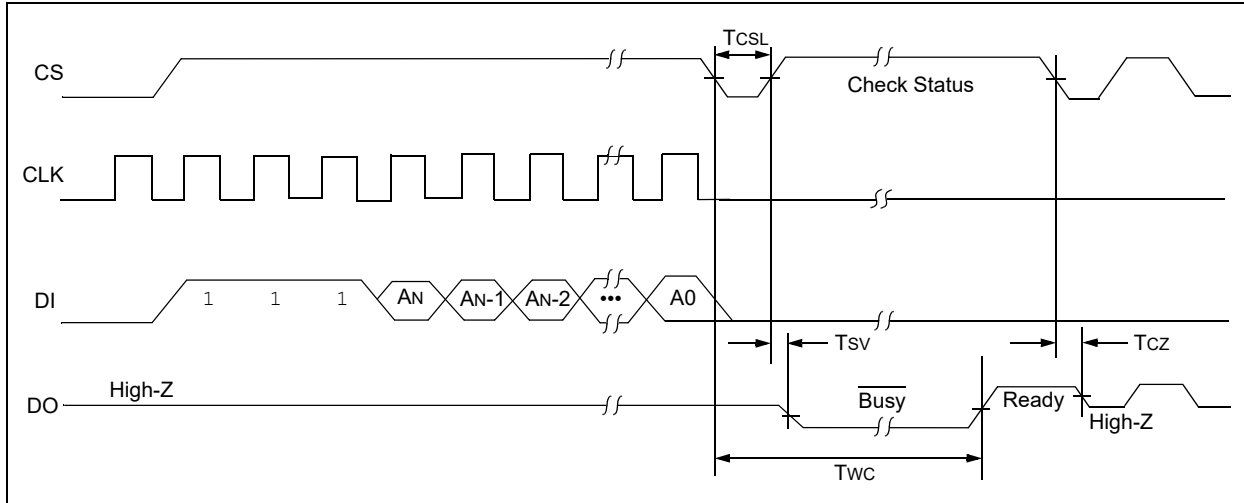 TCSL
CS
Check Status
CLK
DI
1 1 1 AN AN-1 AN-2 ••• A0
TSV
TCZ
High-Z
DO
Busy
Ready
High-Z
TWC